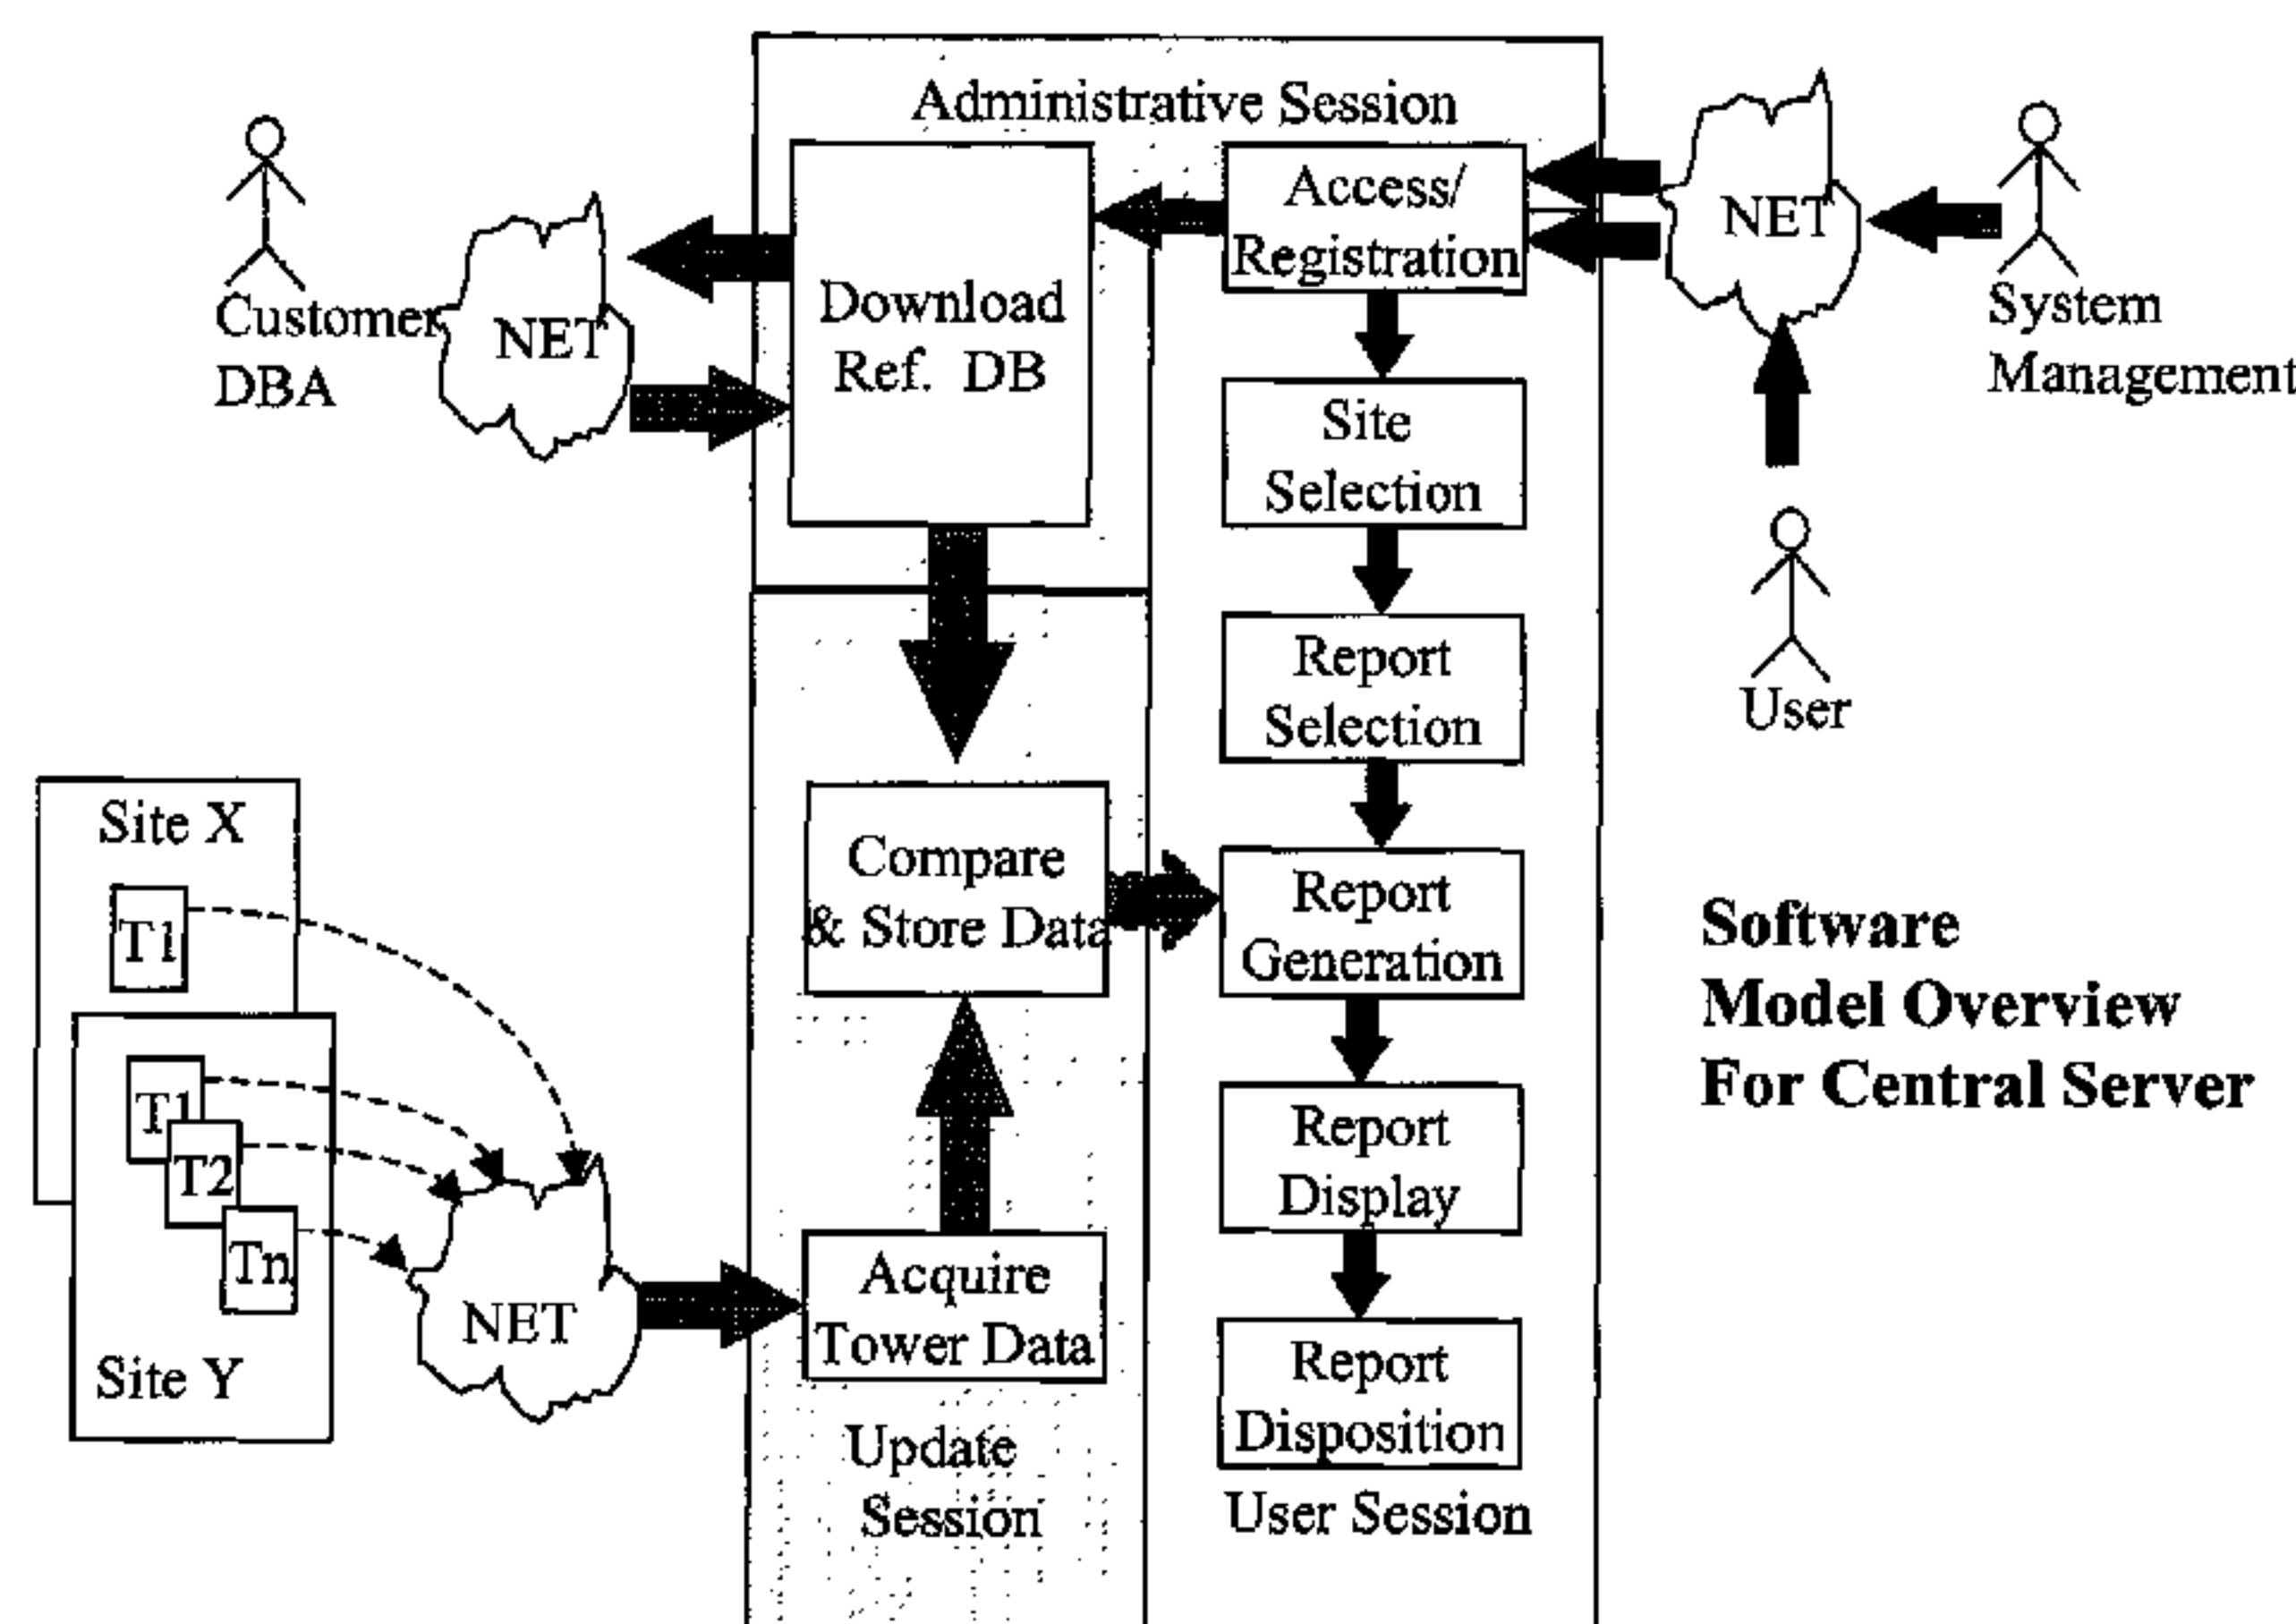 Administrative Session
Customer
DBA
NET
Download
Ref. DB
Access/
Registration
NET
System
Management
User
Site
Selection
Report
Selection
Site X
T1
T1
T2
Tn
Site Y
NET
Compare
& Store Data
Acquire
Tower Data
Update
Session
Report
Generation
Report
Display
Report
Disposition
User Session
Software
Model Overview
For Central Server